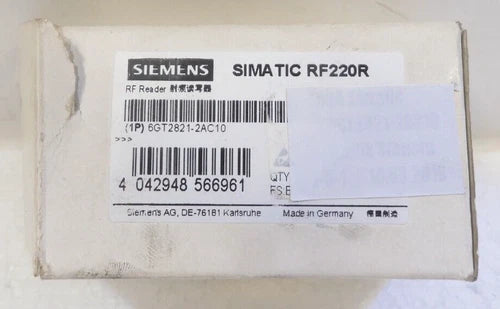 SIEMENS SIMATIC RF220R
RF Reader 射频读写器
(1P) 6GT2821-2AC10
>>>
4 042948 566961
QTY
FS:E
Siemens AG, DE-76181 Karlsruhe Made in Germany 德国制造